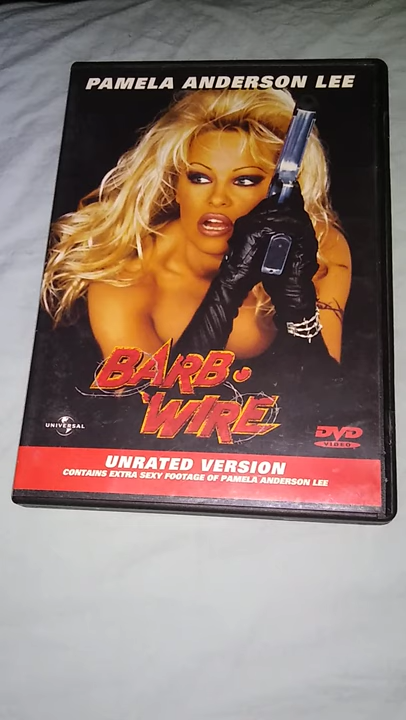 PAMELA ANDERSON LEE
BARB
WIRE
UNIVERSAL
DVD
VIDEO
UNRATED VERSION
CONTAINS EXTRA SEXY FOOTAGE OF PAMELA ANDERSON LEE